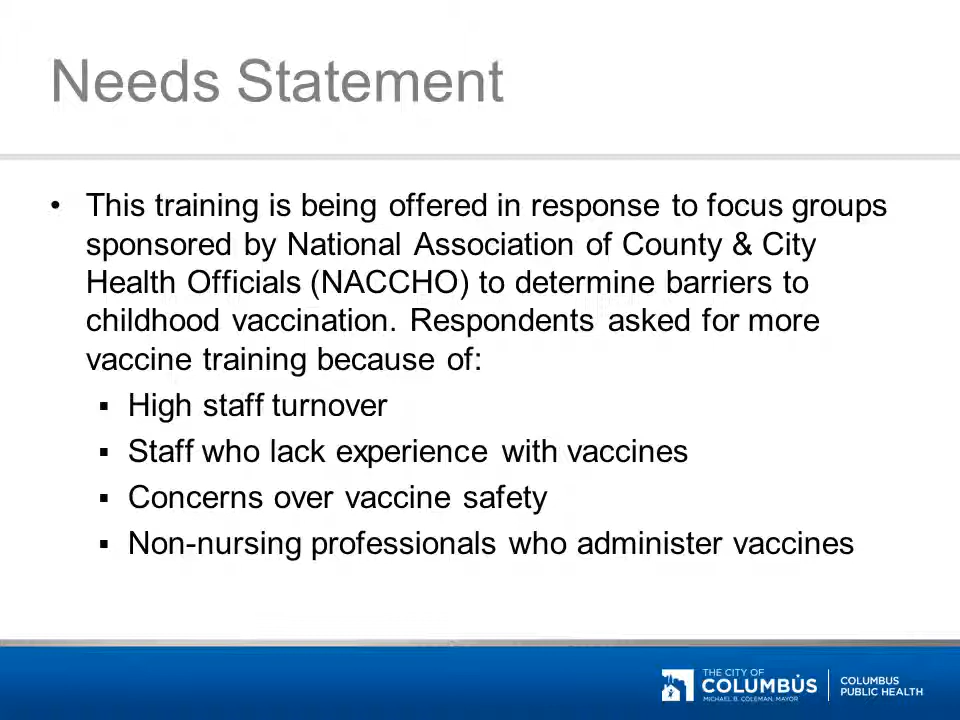 Needs Statement
• This training is being offered in response to focus groups
sponsored by National Association of County & City
Health Officials (NACCHO) to determine barriers to
childhood vaccination. Respondents asked for more
vaccine training because of:
▪ High staff turnover
▪ Staff who lack experience with vaccines
▪ Concerns over vaccine safety
▪ Non-nursing professionals who administer vaccines
THE CITY OF
COLUMBUS
MICHAEL B. COLEMAN, MAYOR
COLUMBUS
PUBLIC HEALTH